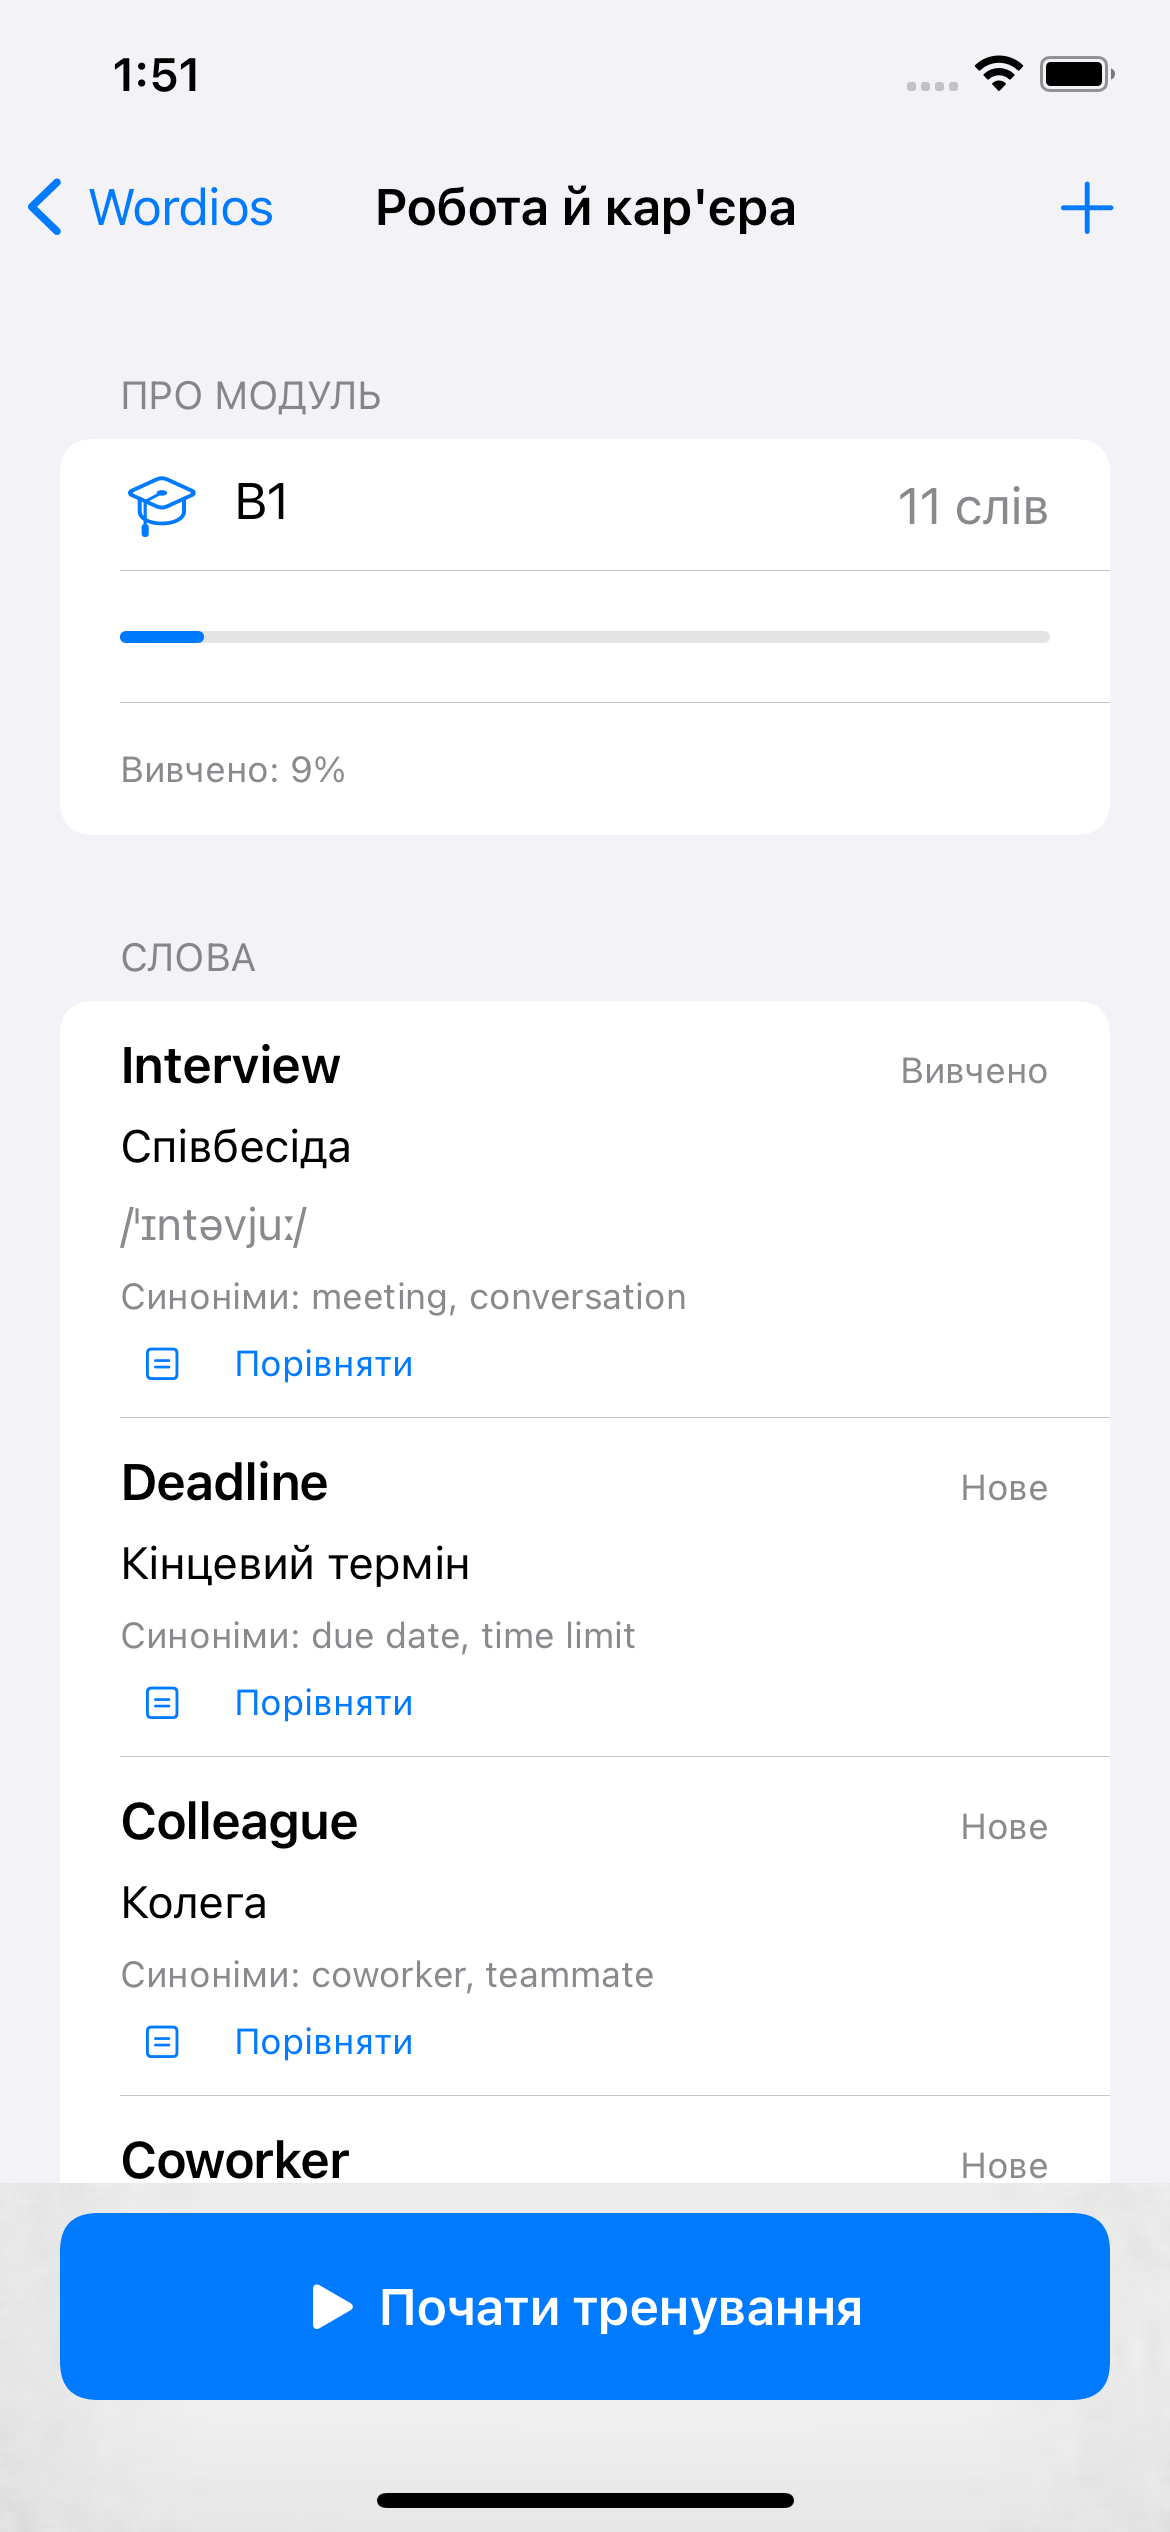 1:51
Wordios
Робота й кар'єра
ПРО МОДУЛЬ
B1
11 слів
Вивчено: 9%
СЛОВА
Interview
Вивчено
Співбесіда
/ˈɪntəvjuː/
Синоніми: meeting, conversation
Порівняти
Deadline
Нове
Кінцевий термін
Синоніми: due date, time limit
Порівняти
Colleague
Нове
Колега
Синоніми: coworker, teammate
Порівняти
Coworker
Нове
Почати тренування